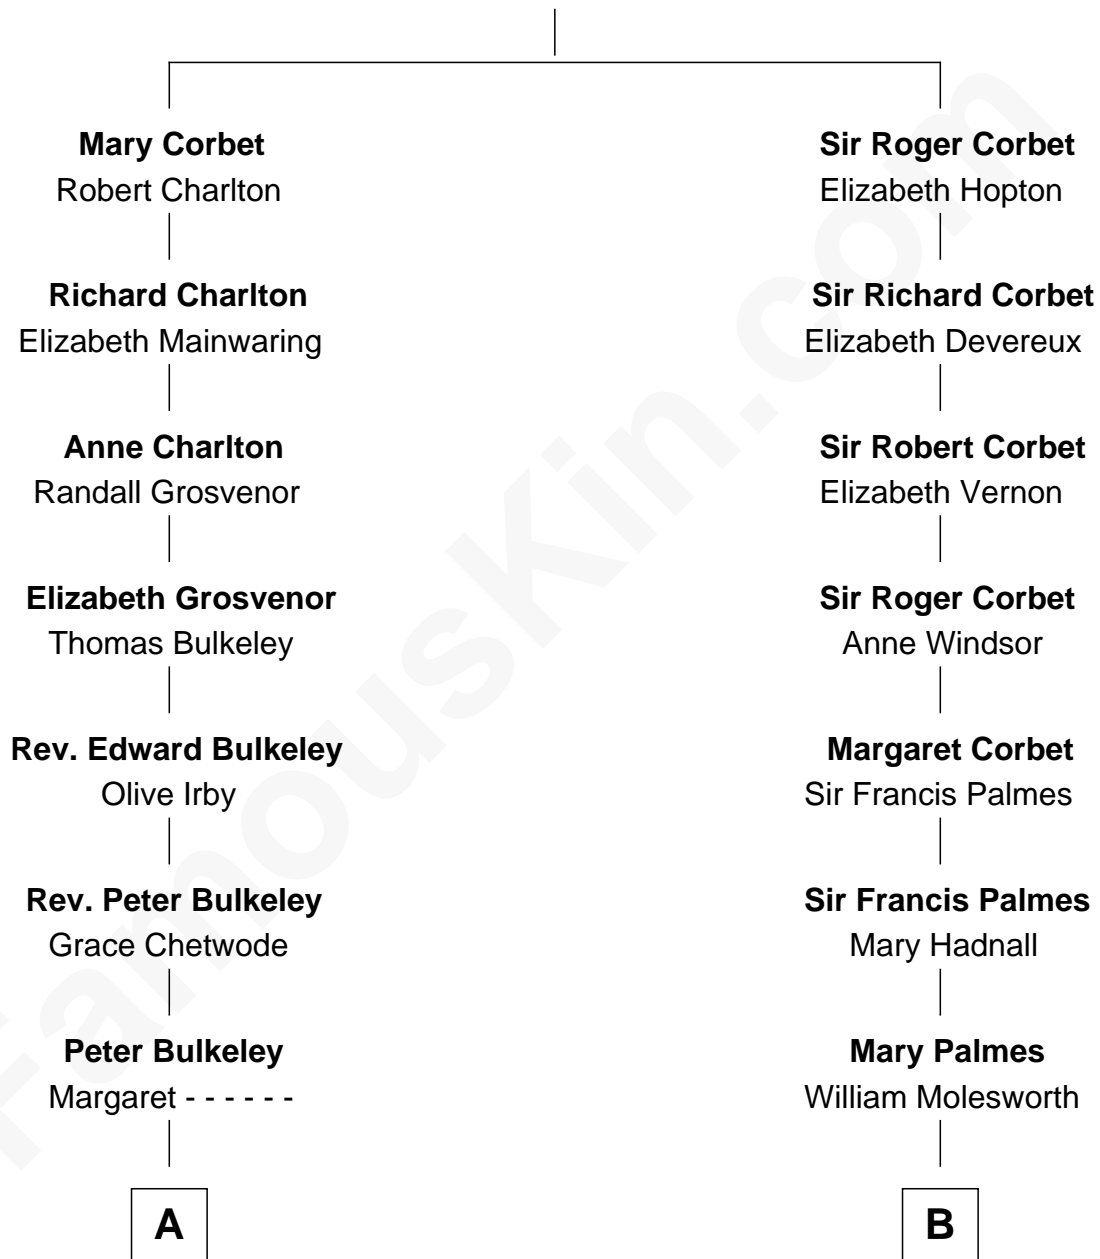 Mary Corbet
Robert Charlton
Richard Charlton
Elizabeth Mainwaring
Anne Charlton
Randall Grosvenor
Elizabeth Grosvenor
Thomas Bulkeley
Rev. Edward Bulkeley
Olive Irby
Rev. Peter Bulkeley
Grace Chetwode
Peter Bulkeley
Margaret - - - - - -
A
Sir Roger Corbet
Elizabeth Hopton
Sir Richard Corbet
Elizabeth Devereux
Sir Robert Corbet
Elizabeth Vernon
Sir Roger Corbet
Anne Windsor
Margaret Corbet
Sir Francis Palmes
Sir Francis Palmes
Mary Hadnall
Mary Palmes
William Molesworth
B
FamousKin.com